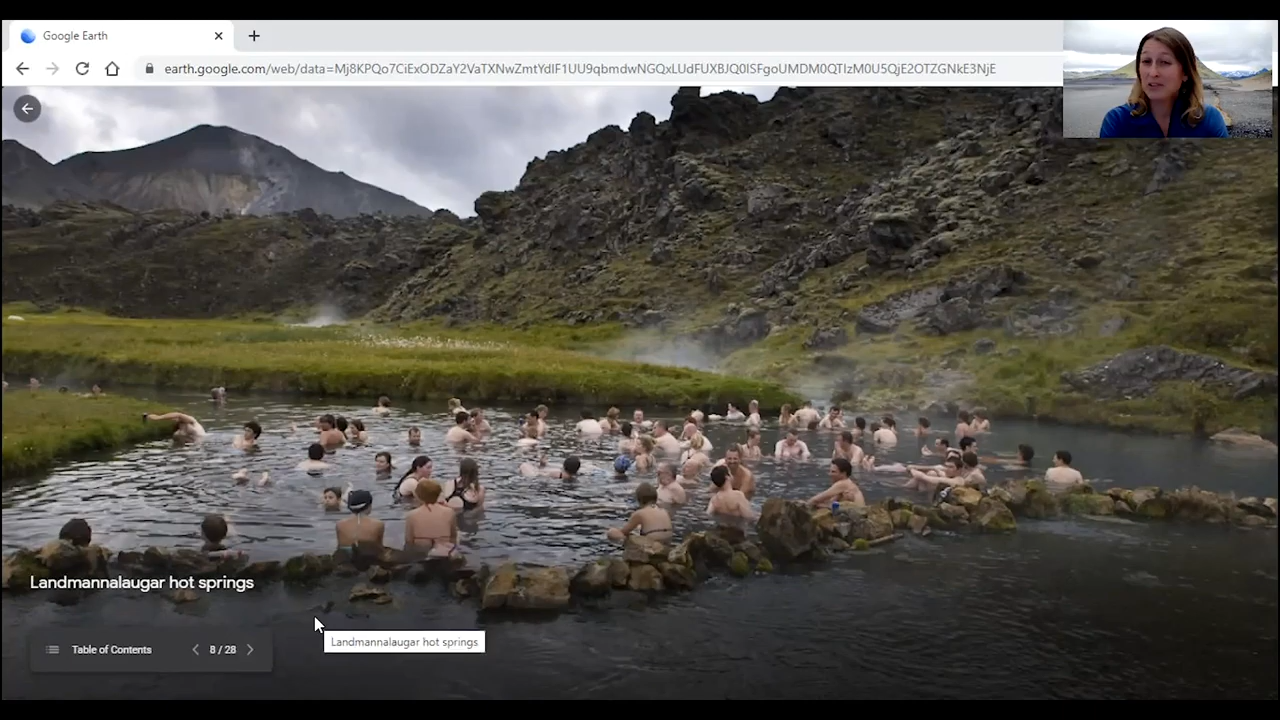 Google Earth
earth.google.com/web/data=Mj8KPQo7CiExODZaY2VaTXNwZmtYdlF1UU9qbmdwNGQxLUdFUXBJQ0lSFgoUMDM0QTIzM0U5QjE2OTZGNkE3NjE
Landmannalaugar hot springs
Landmannalaugar hot springs
Table of Contents
8 / 28